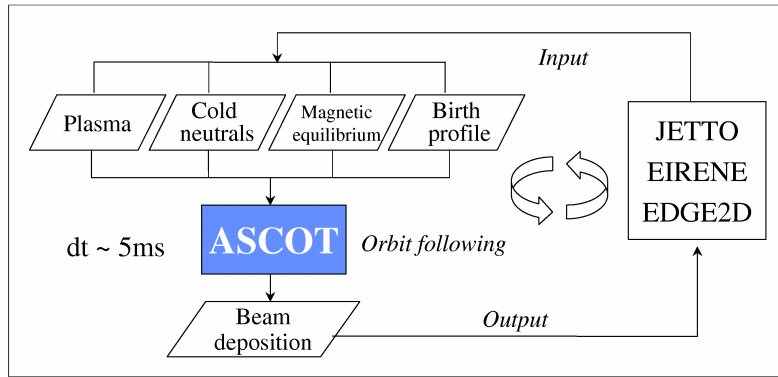 Input
Plasma
Cold
neutrals
Magnetic
equilibrium
Birth
profile
JETTO
EIRENE
EDGE2D
dt ~ 5ms
ASCOT
Orbit following
Beam
deposition
Output